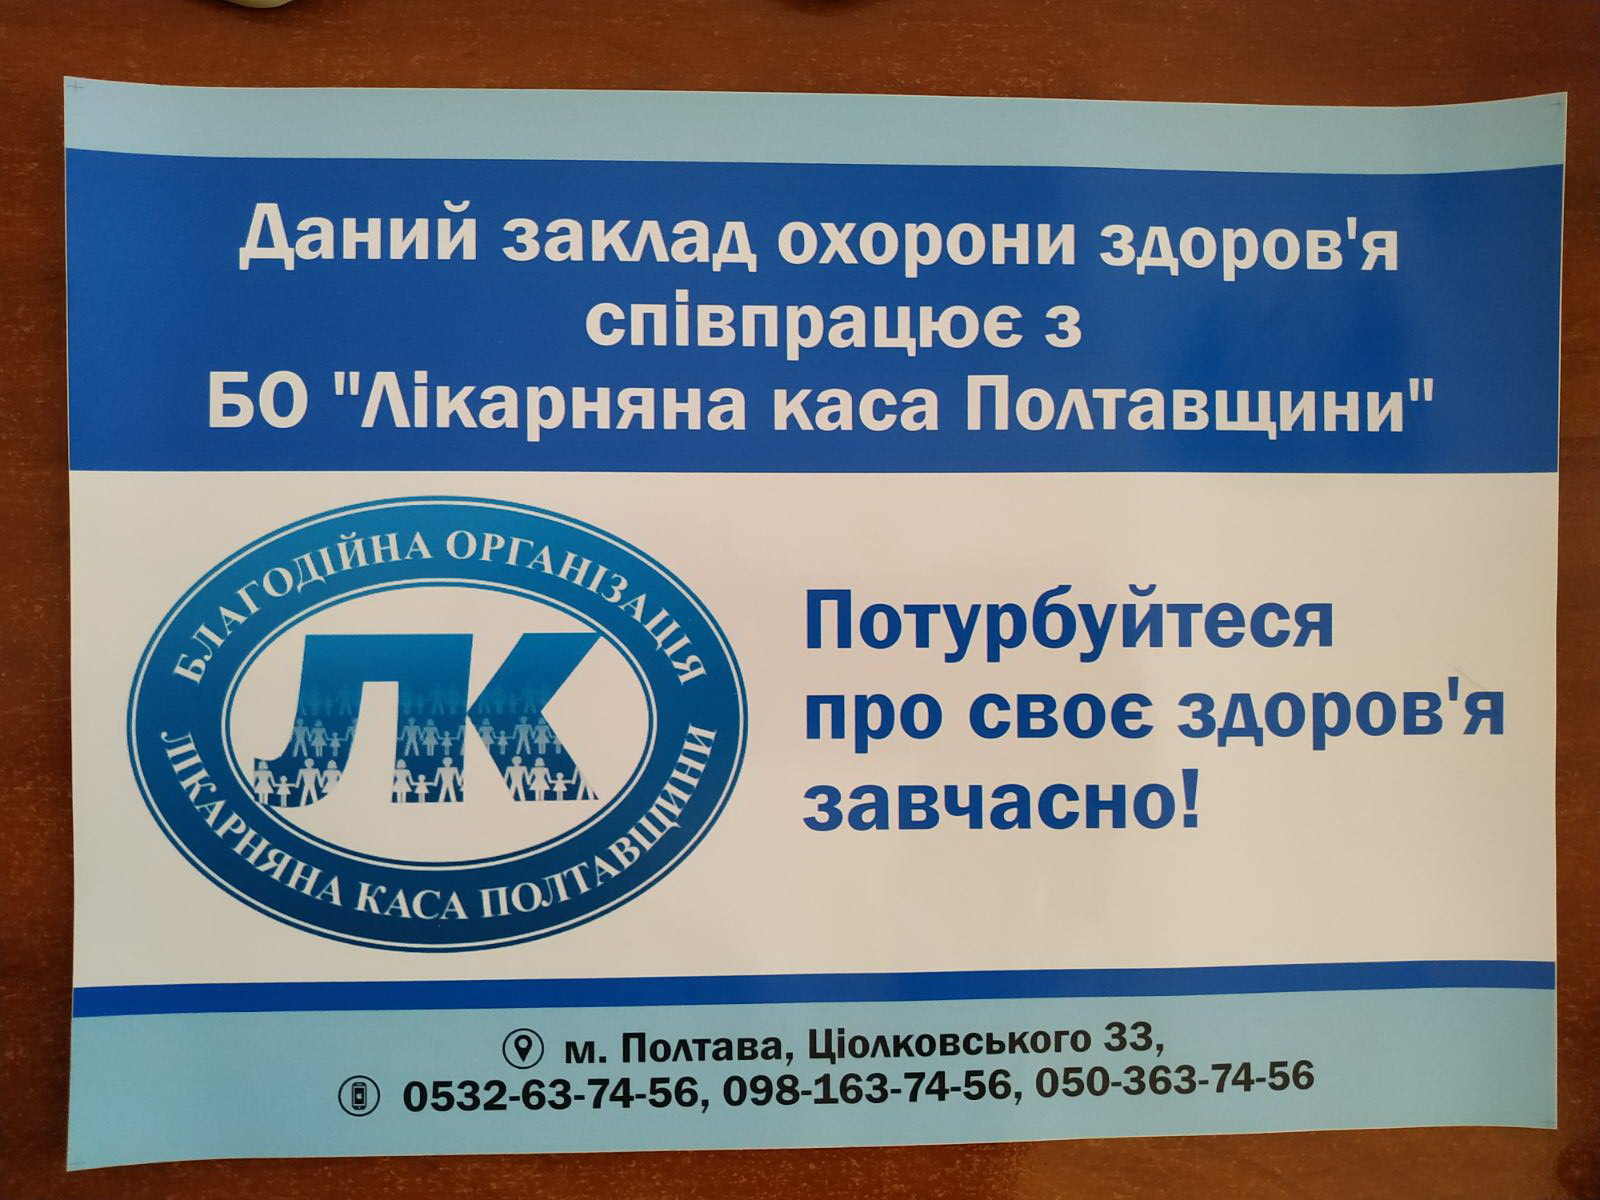 Даний заклад охорони здоров'я
співпрацює з
БО "Лікарняна каса Полтавщини"
БЛАГОДІЙНА ОРГАНІЗАЦІЯ
ЛК
ЛІКАРНЯНА КАСА ПОЛТАВЩИНИ
Потурбуйтеся
про своє здоров'я
завчасно!
м. Полтава, Ціолковського 33,
0532-63-74-56, 098-163-74-56, 050-363-74-56